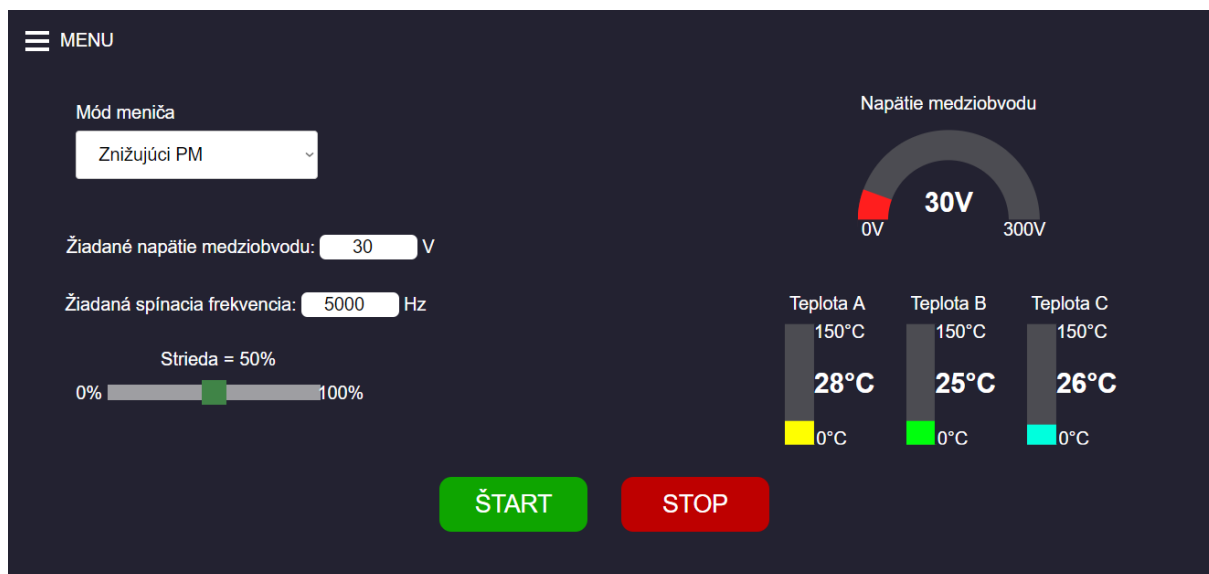 MENU
Mód meniča
Znižujúci PM
Žiadané napätie medziobvodu: 30 V
Žiadaná spínacia frekvencia: 5000 Hz
Strieda = 50%
0% 100%
Napätie medziobvodu
30V
0V 300V
Teplota A Teplota B Teplota C
150°C 150°C 150°C
28°C 25°C 26°C
0°C 0°C 0°C
ŠTART STOP